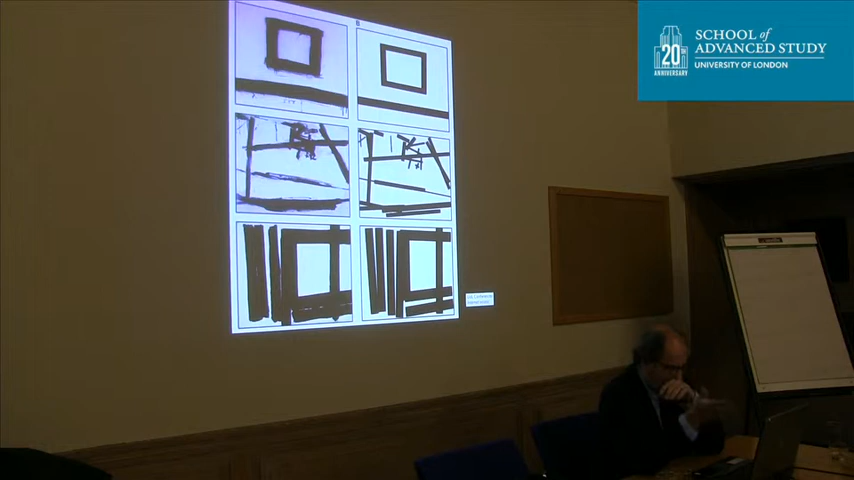 SCHOOL of
ADVANCED STUDY
UNIVERSITY OF LONDON
20TH
ANNIVERSARY